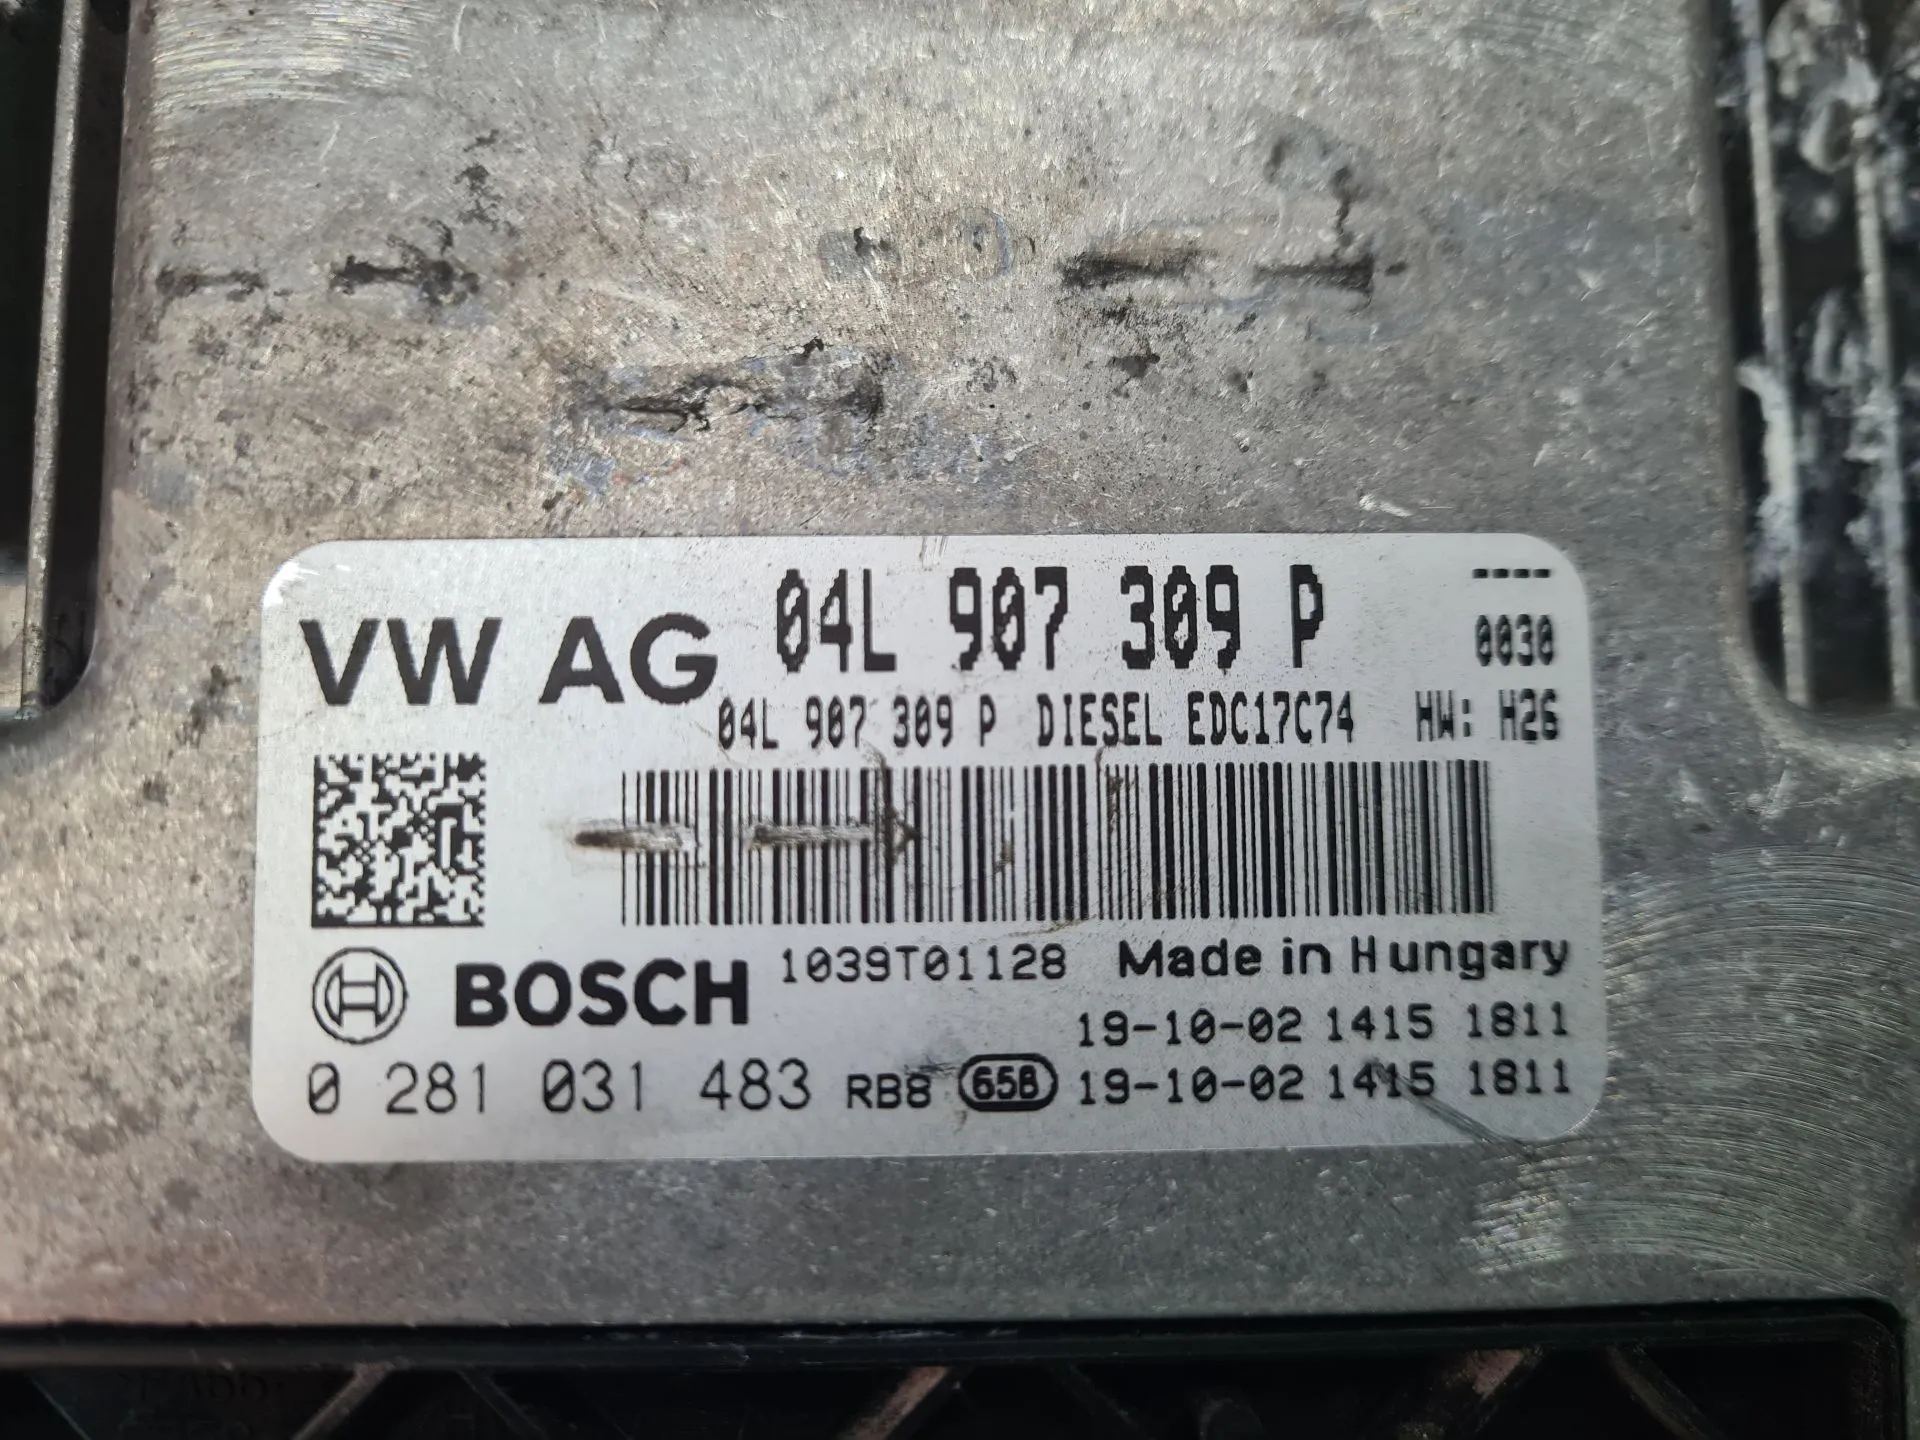 VW AG 04L 907 309 P ----
0030
04L 907 309 P DIESEL EDC17C74 HW: H26
BOSCH 1039T01128 Made in Hungary
19-10-02 1415 1811
0 281 031 483 RB8 65B 19-10-02 1415 1811